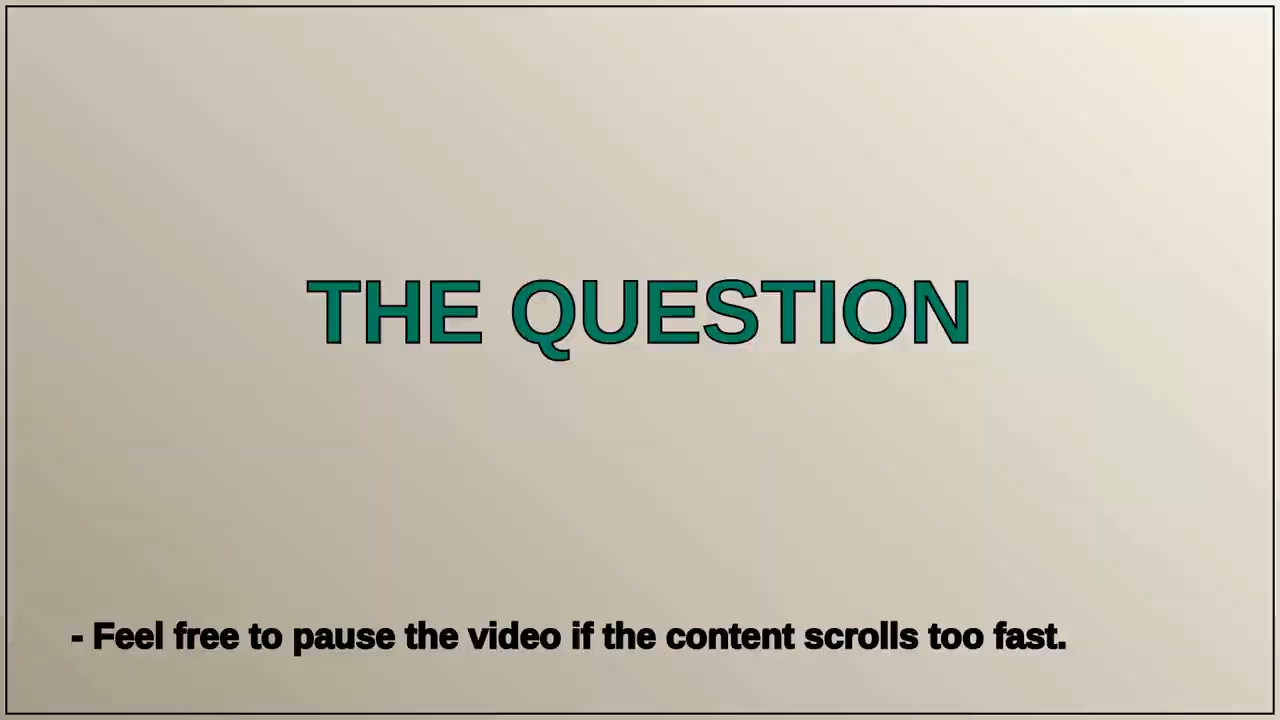 THE QUESTION
- Feel free to pause the video if the content scrolls too fast.